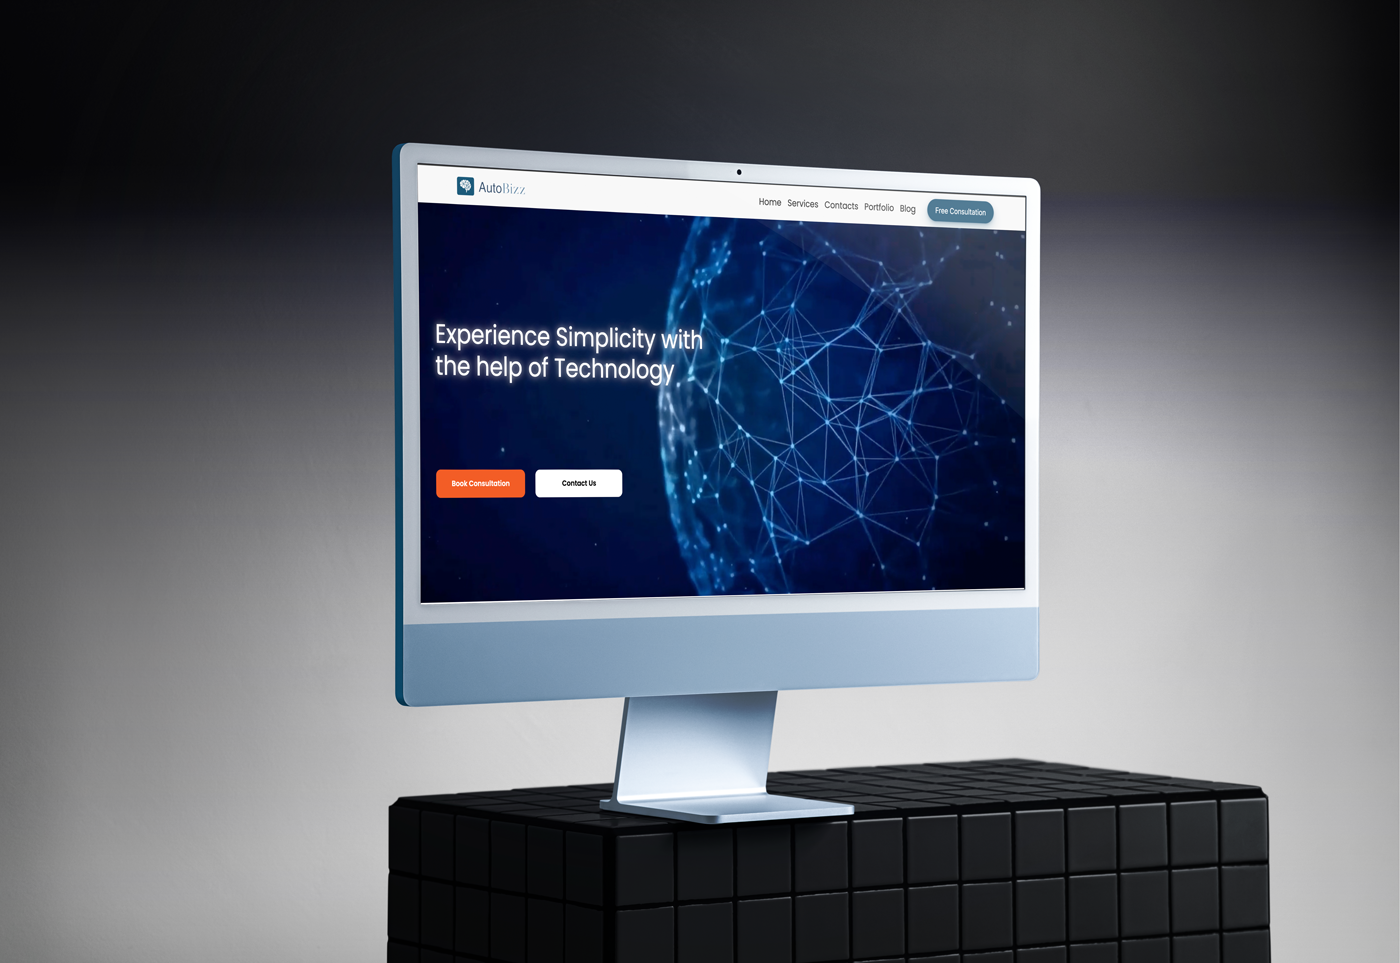 AutoBizz
Home Services Contacts Portfolio Blog Free Consultation
Experience Simplicity with
the help of Technology
Book Consultation Contact Us